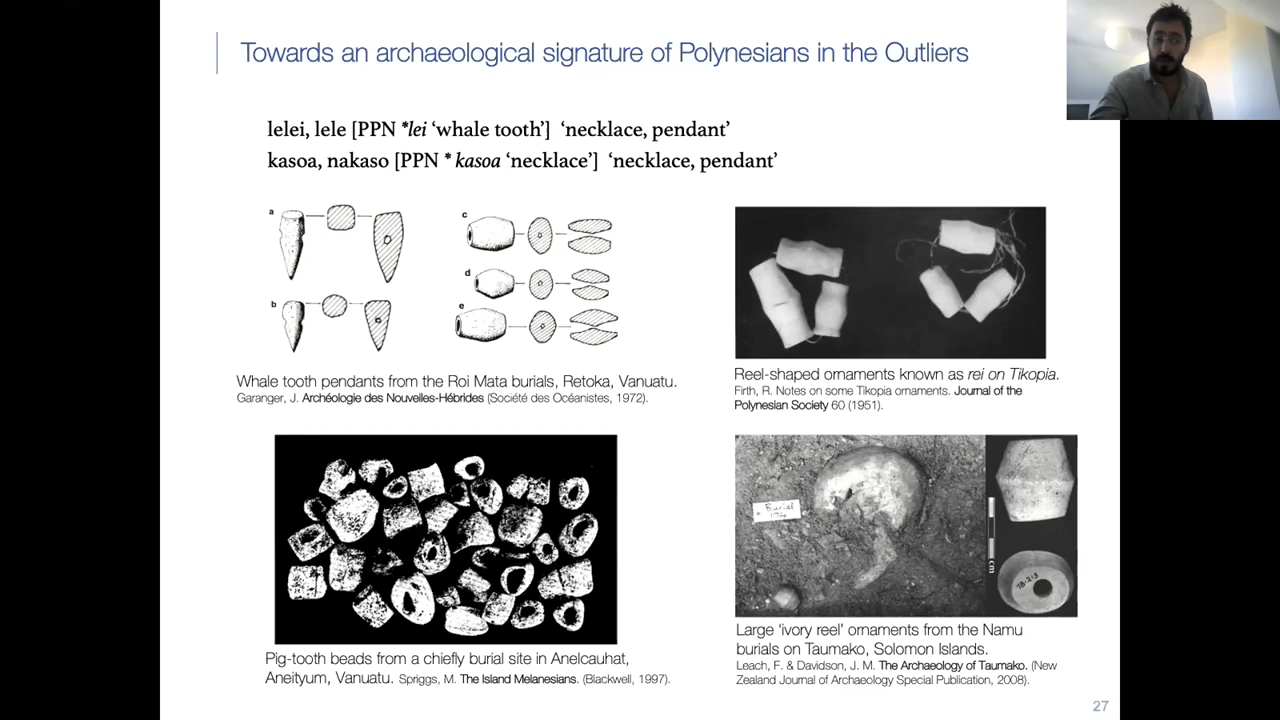 Towards an archaeological signature of Polynesians in the Outliers
lelei, lele [PPN *lei ‘whale tooth’] ‘necklace, pendant’
kasoa, nakaso [PPN * kasoa ‘necklace’] ‘necklace, pendant’
a
b
c
d
e
Whale tooth pendants from the Roi Mata burials, Retoka, Vanuatu.
Garanger, J. Archéologie des Nouvelles-Hébrides (Société des Océanistes, 1972).
Reel-shaped ornaments known as rei on Tikopia.
Firth, R. Notes on some Tikopia ornaments. Journal of the
Polynesian Society 60 (1951).
Pig-tooth beads from a chiefly burial site in Anelcauhat,
Aneityum, Vanuatu. Spriggs, M. The Island Melanesians. (Blackwell, 1997).
Burial
174
cm
Large ‘ivory reel’ ornaments from the Namu
burials on Taumako, Solomon Islands.
Leach, F. & Davidson, J. M. The Archaeology of Taumako. (New
Zealand Journal of Archaeology Special Publication, 2008).
27